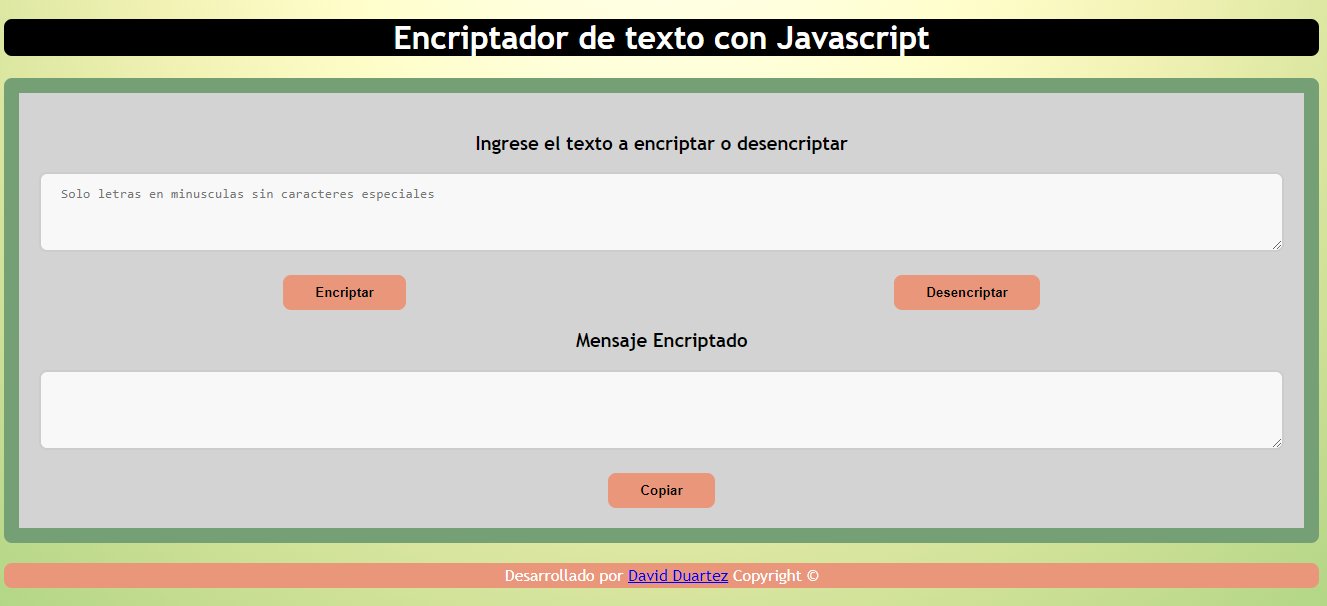 Encriptador de texto con Javascript
Ingrese el texto a encriptar o desencriptar
Solo letras en minusculas sin caracteres especiales
Encriptar
Desencriptar
Mensaje Encriptado
Copiar
Desarrollado por David Duartez Copyright ©